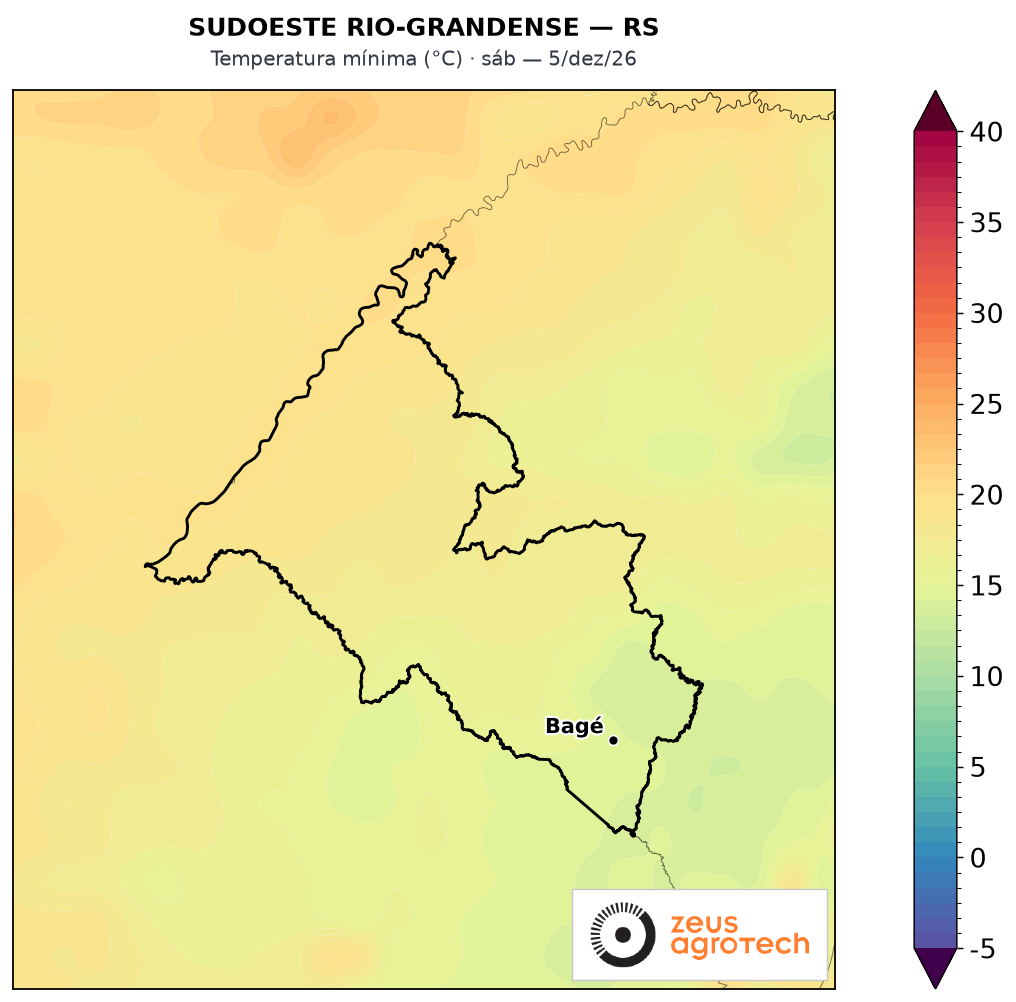 SUDOESTE RIO-GRANDENSE — RS
Temperatura mínima (°C) · sáb — 5/dez/26
40
35
30
25
20
15
10
5
0
-5
Bagé
zeus
agrotech